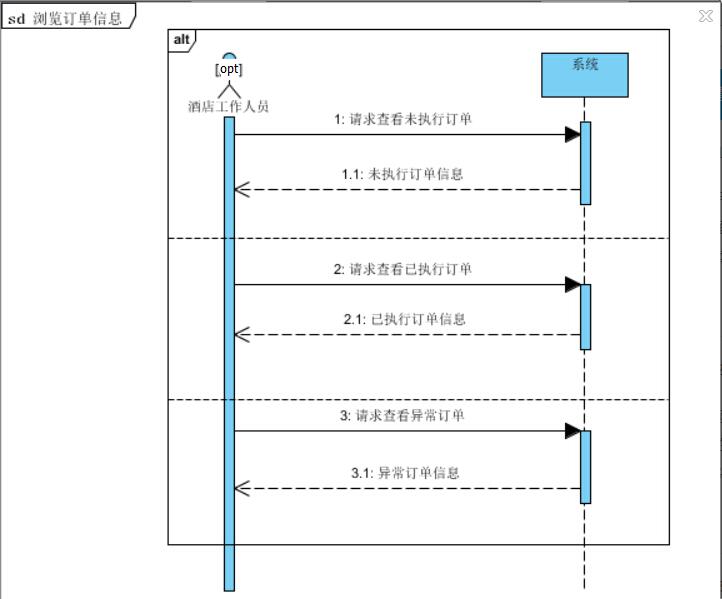 sd 浏览订单信息
alt
[opt]
系统
酒店工作人员
1: 请求查看未执行订单
1.1: 未执行订单信息
2: 请求查看已执行订单
2.1: 已执行订单信息
3: 请求查看异常订单
3.1: 异常订单信息